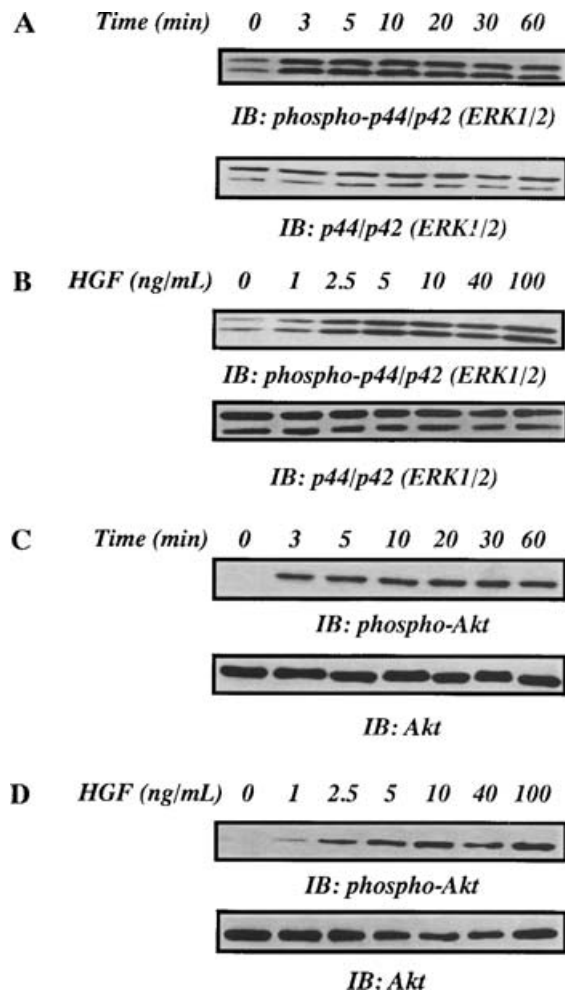 A Time (min) 0 3 5 10 20 30 60
IB: phospho-p44/p42 (ERK1/2)
IB: p44/p42 (ERK1/2)
B HGF (ng/mL) 0 1 2.5 5 10 40 100
IB: phospho-p44/p42 (ERK1/2)
IB: p44/p42 (ERK1/2)
C Time (min) 0 3 5 10 20 30 60
IB: phospho-Akt
IB: Akt
D HGF (ng/mL) 0 1 2.5 5 10 40 100
IB: phospho-Akt
IB: Akt